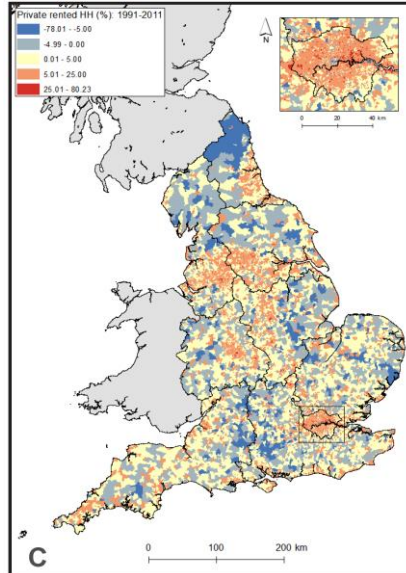 Private rented HH (%): 1991-2011
-78.01 - -5.00
-4.99 - 0.00
0.01 - 5.00
5.01 - 25.00
25.01 - 80.23
N
0 20 40
km
C
0 100 200 km